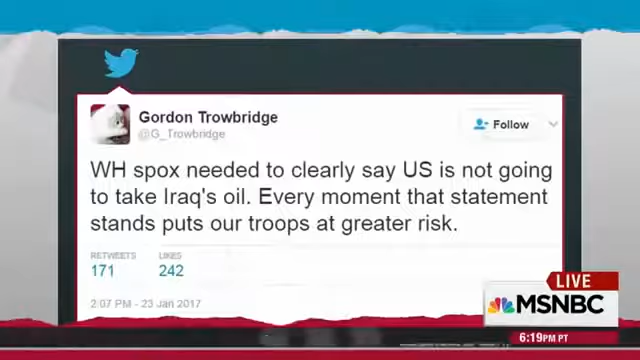 Gordon Trowbridge
@G_Trowbridge
Follow
WH spox needed to clearly say US is not going
to take Iraq's oil. Every moment that statement
stands puts our troops at greater risk.
RETWEETS LIKES
171 242
2:07 PM - 23 Jan 2017
LIVE
MSNBC
6:19PM PT